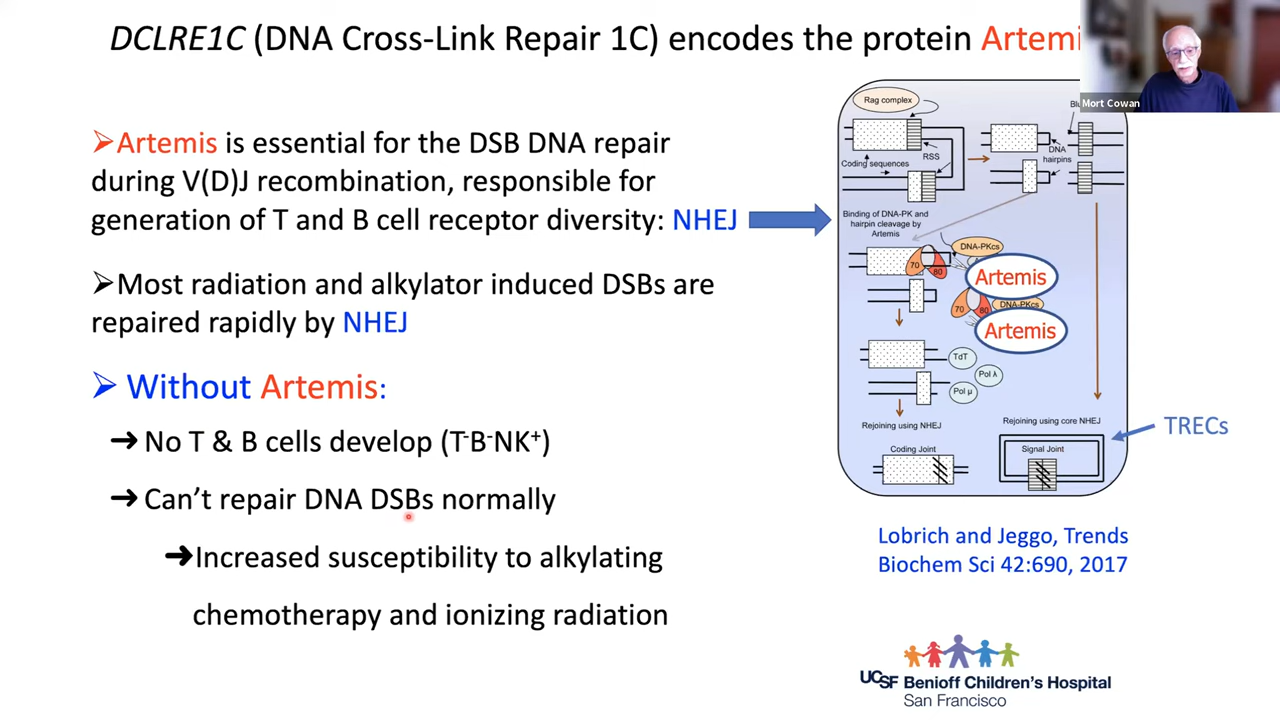 DCLRE1C (DNA Cross-Link Repair 1C) encodes the protein Artemi
Mort Cowan
➢Artemis is essential for the DSB DNA repair
during V(D)J recombination, responsible for
generation of T and B cell receptor diversity: NHEJ
➢Most radiation and alkylator induced DSBs are
repaired rapidly by NHEJ
➢ Without Artemis:
➔ No T & B cells develop (T⁻B⁻NK⁺)
➔ Can’t repair DNA DSBs normally
➔Increased susceptibility to alkylating
chemotherapy and ionizing radiation
Rag complex
Coding sequences
RSS
DNA
hairpins
Binding of DNA-PK and
hairpin cleavage by
Artemis
DNA-PKcs
70
80
Artemis
DNA-PKcs
70
80
Artemis
TdT
Pol λ
Pol μ
Rejoining using NHEJ
Rejoining using core NHEJ
Coding Joint
Signal Joint
TRECs
Lobrich and Jeggo, Trends
Biochem Sci 42:690, 2017
UCSF Benioff Children’s Hospital
San Francisco